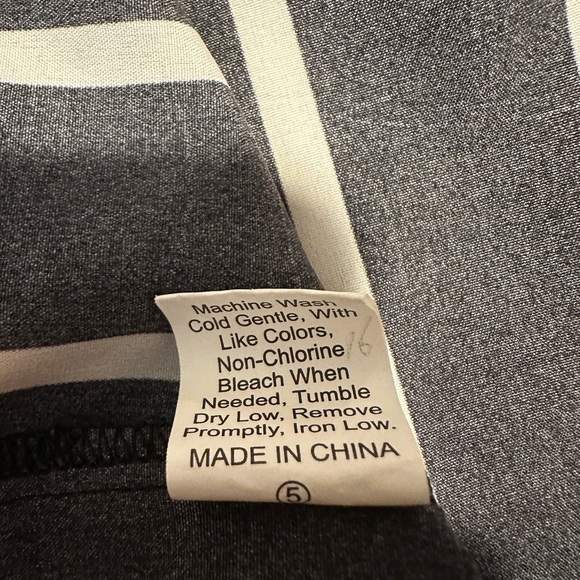 Machine Wash
Cold Gentle, With
Like Colors,
Non-Chlorine 16
Bleach When
Needed, Tumble
Dry Low, Remove
Promptly, Iron Low.
MADE IN CHINA
5